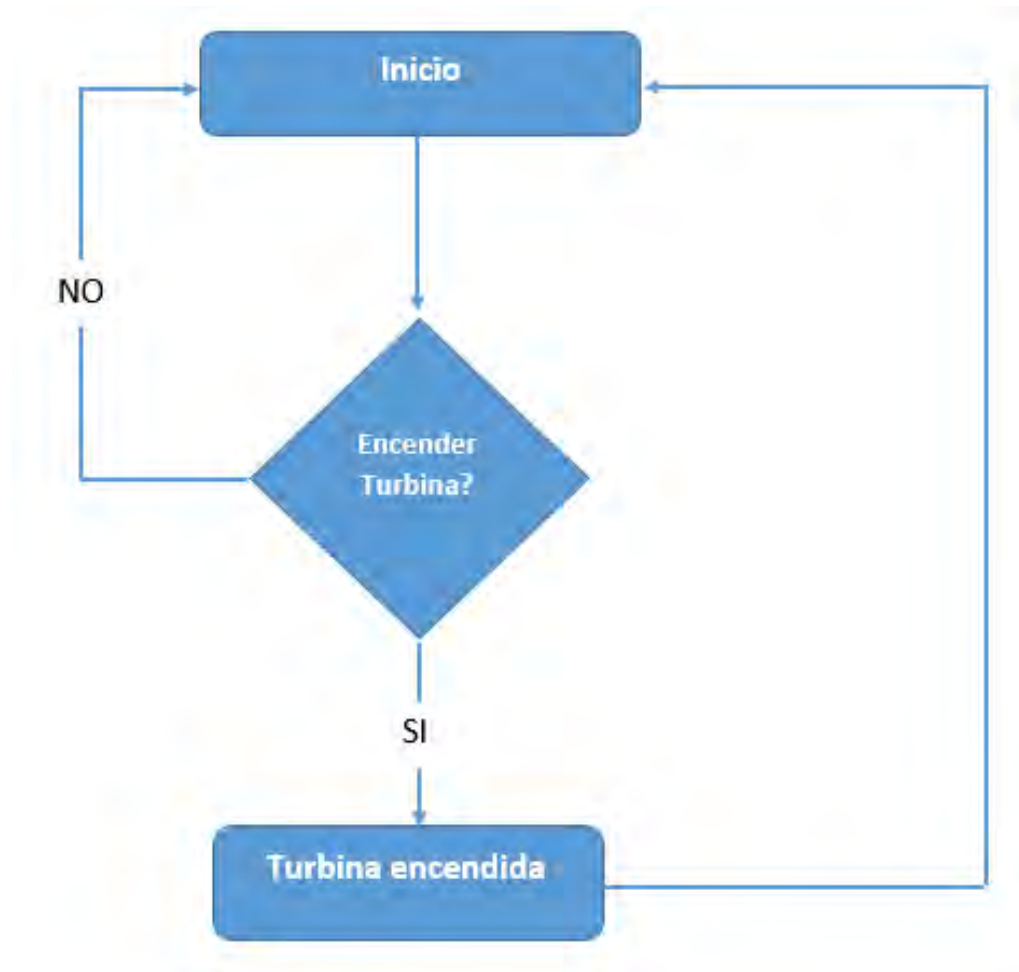 Inicio
NO
Encender
Turbina?
SI
Turbina encendida